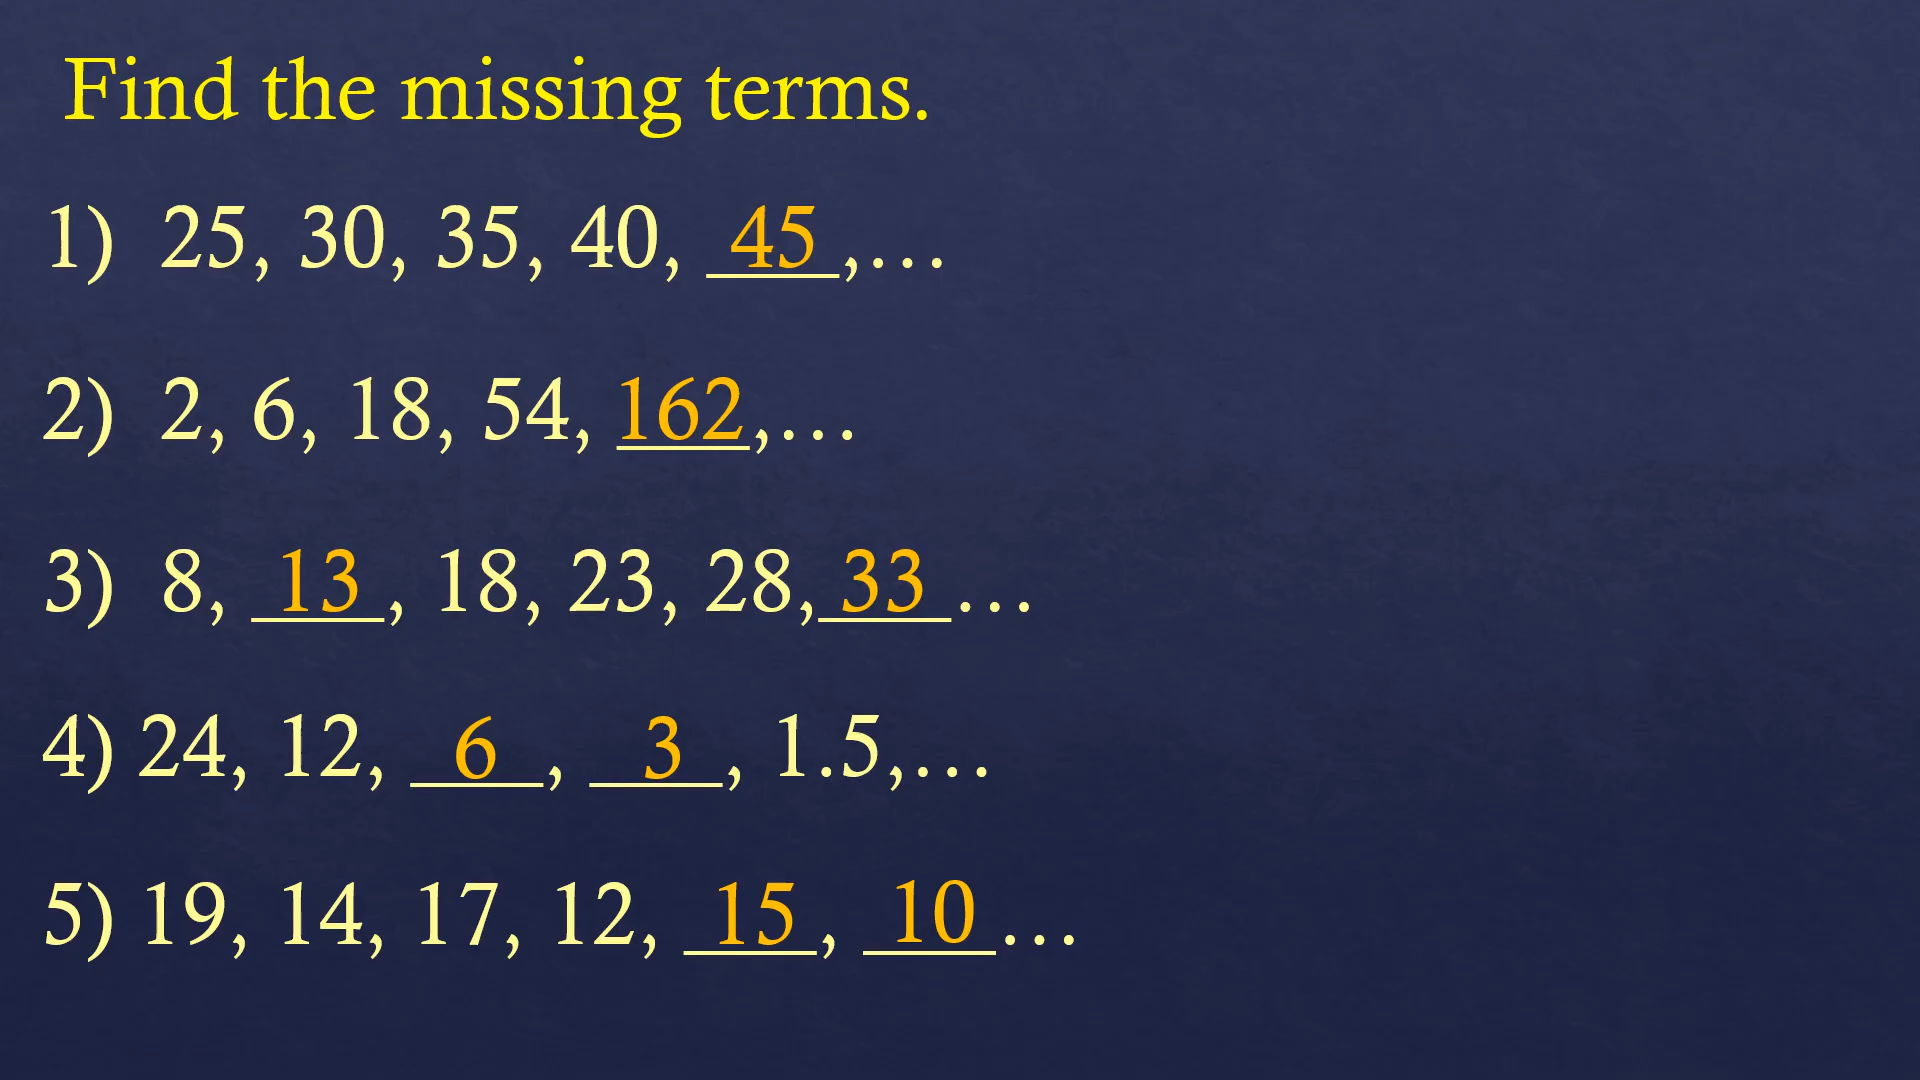 Find the missing terms.
1) 25, 30, 35, 40, 45,…
2) 2, 6, 18, 54, 162,…
3) 8, 13, 18, 23, 28,33…
4) 24, 12, 6, 3, 1.5,…
5) 19, 14, 17, 12, 15, 10…